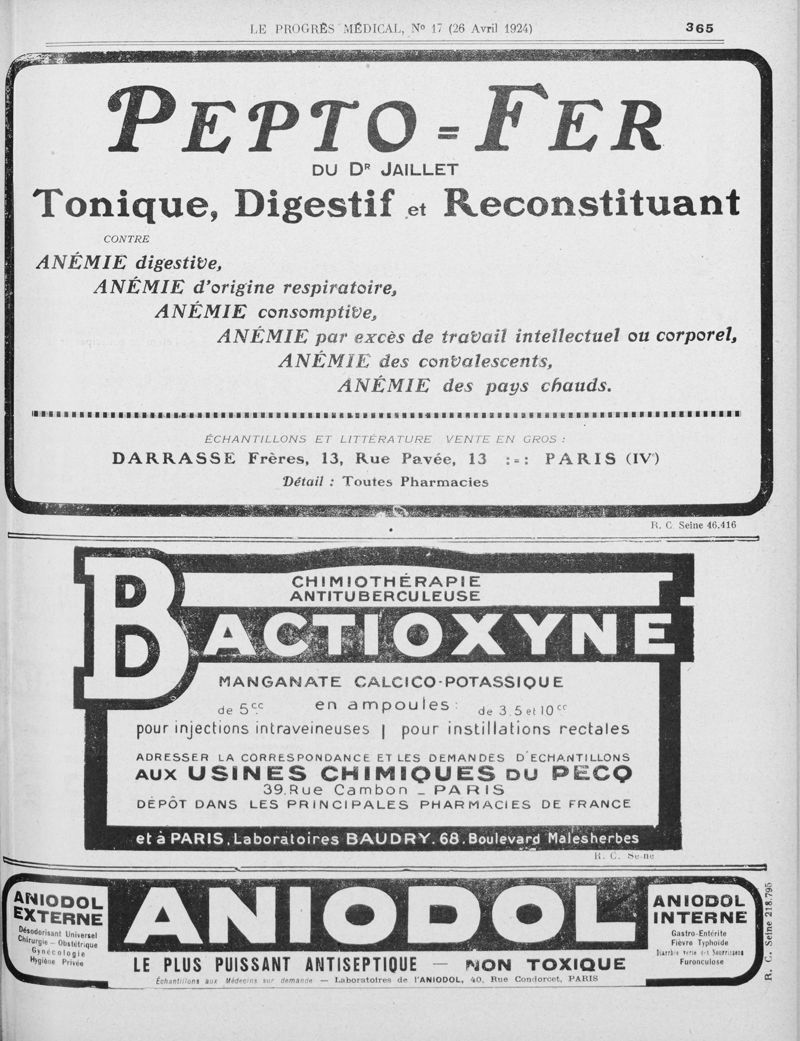 LE PROGRÈS MÉDICAL, No 17 (26 Avril 1924)
365
PEPTO=FER
DU DR JAILLET
Tonique, Digestif et Reconstituant
CONTRE
ANÉMIE digestive,
ANÉMIE d'origine respiratoire,
ANÉMIE consomptive,
ANÉMIE par excès de travail intellectuel ou corporel,
ANÉMIE des convalescents,
ANÉMIE des pays chauds.
ÉCHANTILLONS ET LITTÉRATURE VENTE EN GROS :
DARRASSE Frères, 13, Rue Pavée, 13 :-: PARIS (IVe)
Détail : Toutes Pharmacies
R. C. Seine 46.416
CHIMIOTHÉRAPIE
ANTITUBERCULEUSE
BACTIOXYNE
MANGANATE CALCICO-POTASSIQUE
en ampoules:
de 5cc
de 3.5 et 10cc
pour injections intraveineuses | pour instillations rectales
ADRESSER LA CORRESPONDANCE ET LES DEMANDES D'ECHANTILLONS
AUX USINES CHIMIQUES DU PECQ
39.Rue Cambon _ PARIS
DÉPÔT DANS LES PRINCIPALES PHARMACIES DE FRANCE
et à PARIS, Laboratoires BAUDRY. 68. Boulevard Malesherbes
R. C. Seine
ANIODOL
EXTERNE
Désodorisant Universel
Chirurgie - Obstétrique
Gynécologie
Hygiène Privée
ANIODOL
LE PLUS PUISSANT ANTISEPTIQUE — NON TOXIQUE
Échantillons aux Médecins sur demande — Laboratoires de l'ANIODOL, 40, Rue Condorcet, PARIS
ANIODOL
INTERNE
Gastro-Entérite
Fièvre Typhoïde
Diarrhée verte des Nourrissons
Furonculose
R. C. Seine 218.795